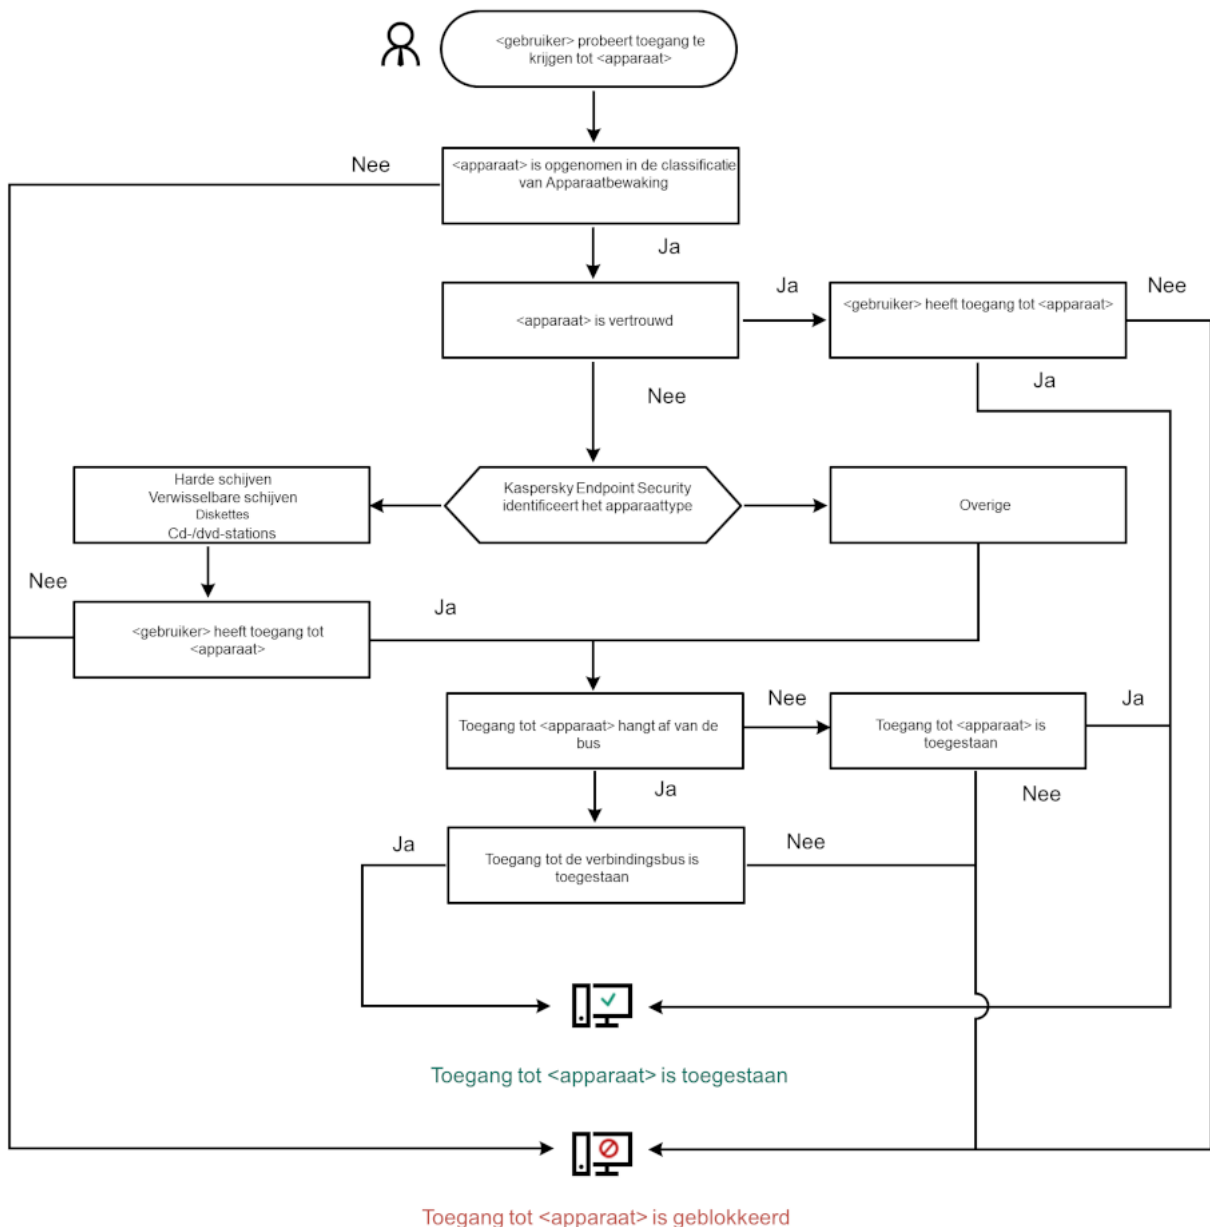 <gebruiker> probeert toegang te
krijgen tot <apparaat>
Nee
<apparaat> is opgenomen in de classificatie
van Apparaatbewaking
Ja
<apparaat> is vertrouwd
Ja
<gebruiker> heeft toegang tot <apparaat>
Nee
Ja
Nee
Harde schijven
Verwisselbare schijven
Diskettes
Cd-/dvd-stations
Kaspersky Endpoint Security
identificeert het apparaattype
Overige
Nee
<gebruiker> heeft toegang tot
<apparaat>
Ja
Toegang tot <apparaat> hangt af van de
bus
Nee
Toegang tot <apparaat> is
toegestaan
Ja
Ja
Nee
Ja
Toegang tot de verbindingsbus is
toegestaan
Nee
Toegang tot <apparaat> is toegestaan
Toegang tot <apparaat> is geblokkeerd